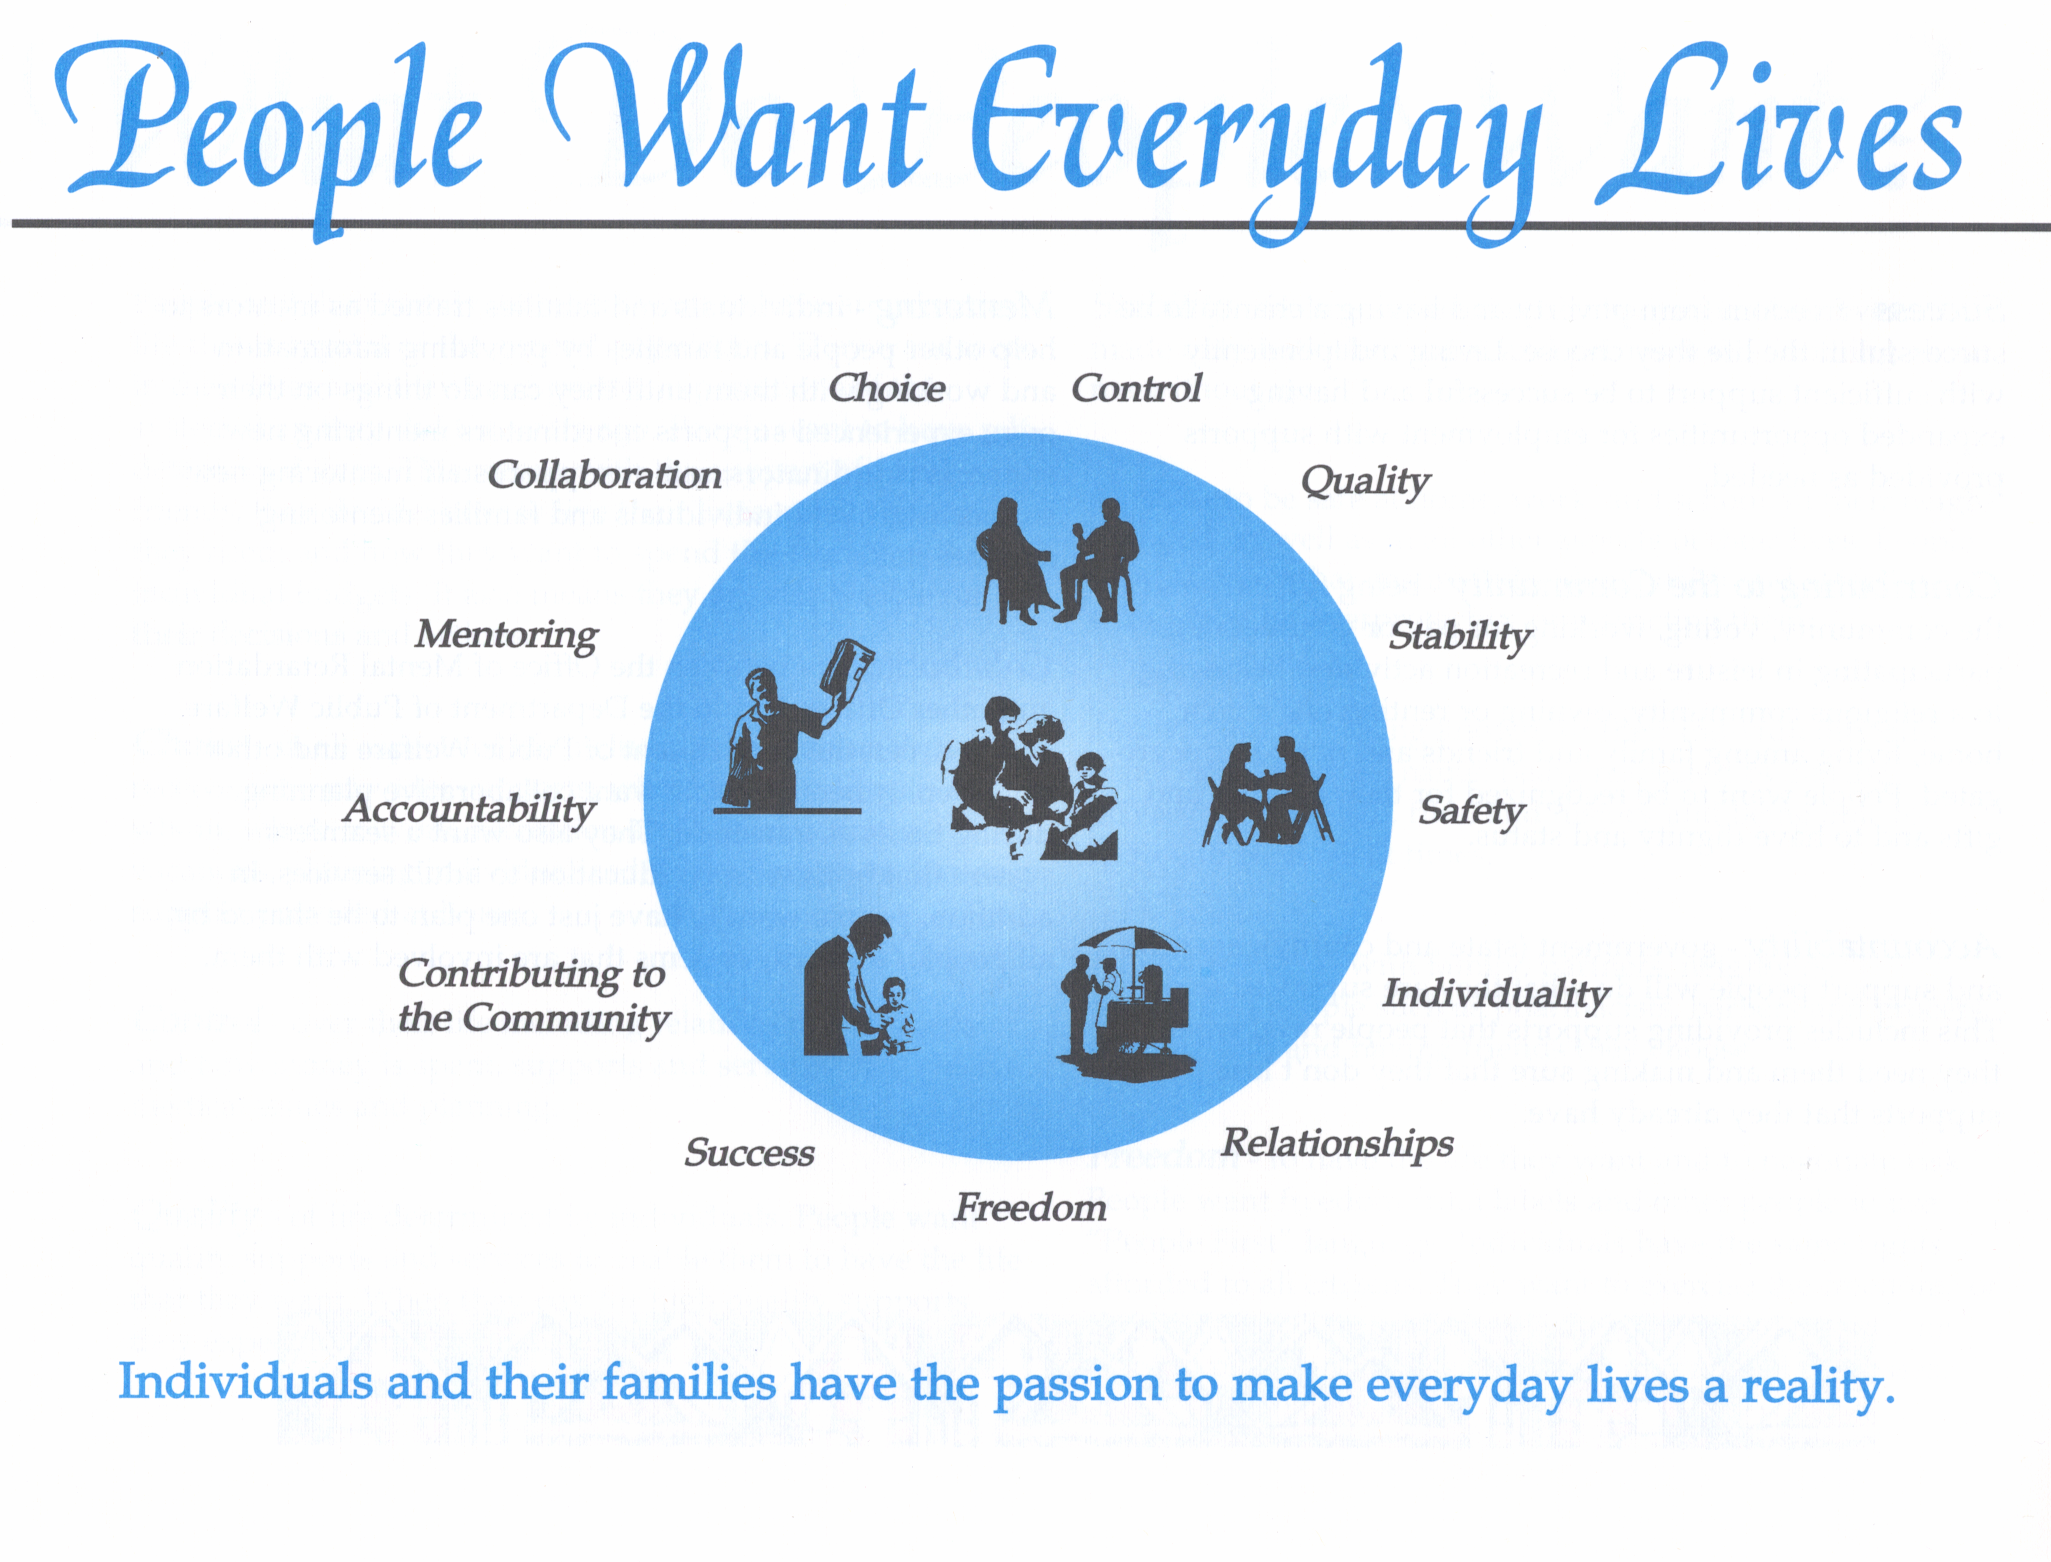 People Want Everyday Lives
Choice Control
Collaboration Quality
Mentoring Stability
Accountability Safety
Contributing to
the Community
Individuality
Success Relationships
Freedom
Individuals and their families have the passion to make everyday lives a reality.